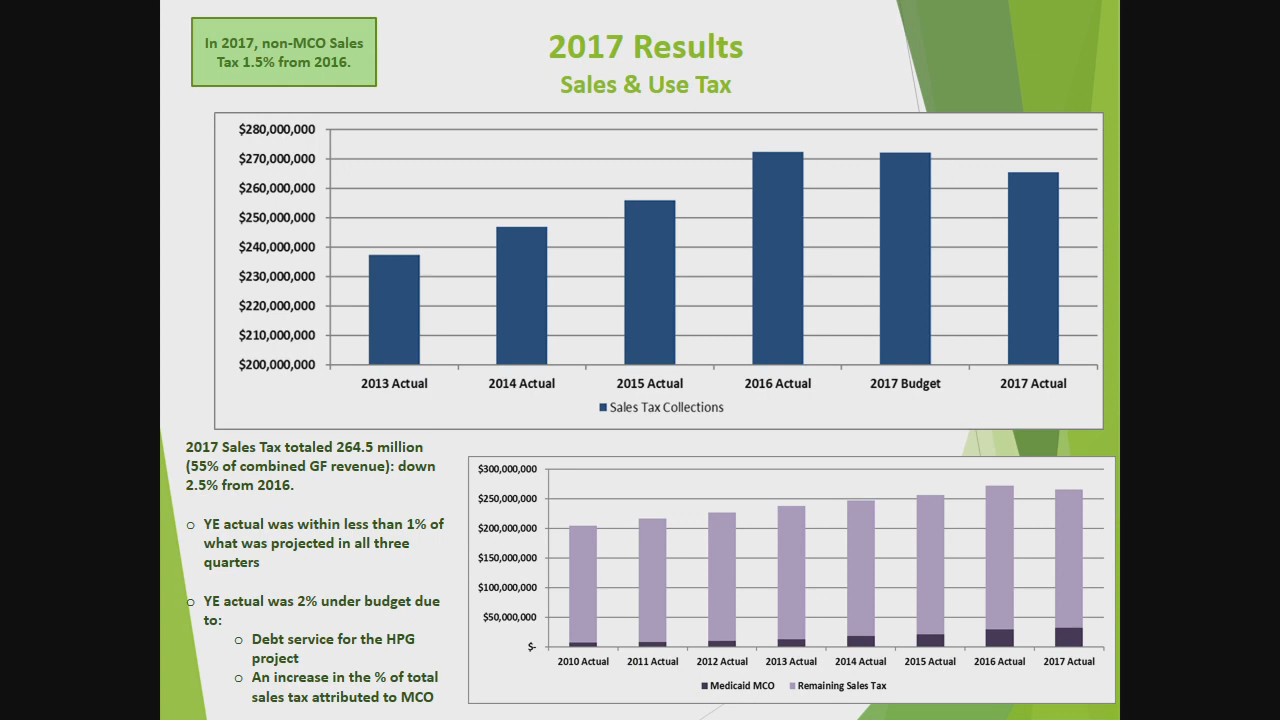 In 2017, non-MCO Sales
Tax 1.5% from 2016.
2017 Results
Sales & Use Tax
$280,000,000
$270,000,000
$260,000,000
$250,000,000
$240,000,000
$230,000,000
$220,000,000
$210,000,000
$200,000,000
2013 Actual 2014 Actual 2015 Actual 2016 Actual 2017 Budget 2017 Actual
Sales Tax Collections
2017 Sales Tax totaled 264.5 million
(55% of combined GF revenue): down
2.5% from 2016.
o YE actual was within less than 1% of
what was projected in all three
quarters
o YE actual was 2% under budget due
to:
o Debt service for the HPG
project
o An increase in the % of total
sales tax attributed to MCO
$300,000,000
$250,000,000
$200,000,000
$150,000,000
$100,000,000
$50,000,000
$-
2010 Actual 2011 Actual 2012 Actual 2013 Actual 2014 Actual 2015 Actual 2016 Actual 2017 Actual
Medicaid MCO Remaining Sales Tax